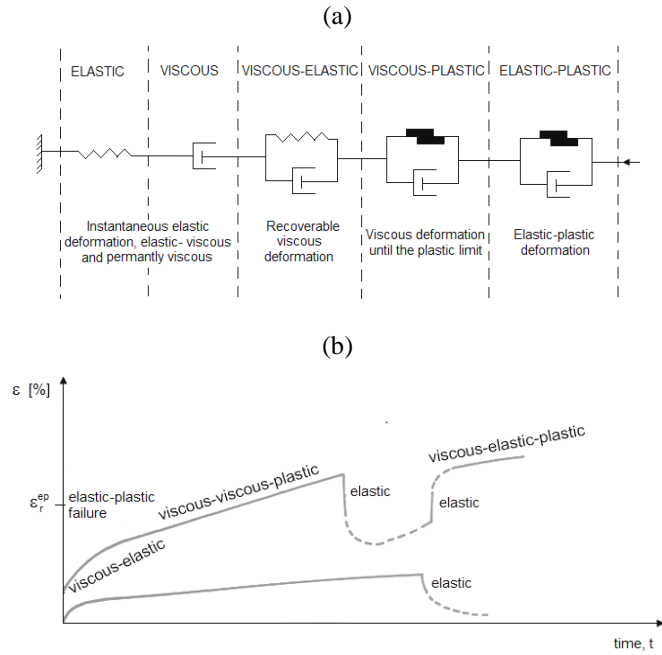 (a)
ELASTIC VISCOUS VISCOUS-ELASTIC VISCOUS-PLASTIC ELASTIC-PLASTIC
Instantaneous elastic
deformation, elastic- viscous
and permantly viscous
Recoverable
viscous
deformation
Viscous deformation
until the plastic limit
Elastic-plastic
deformation
(b)
ε [%]
viscous-elastic-plastic
viscous-viscous-plastic
elastic
ε_r^ep
elastic-plastic
failure
elastic
viscous-elastic
elastic
time, t